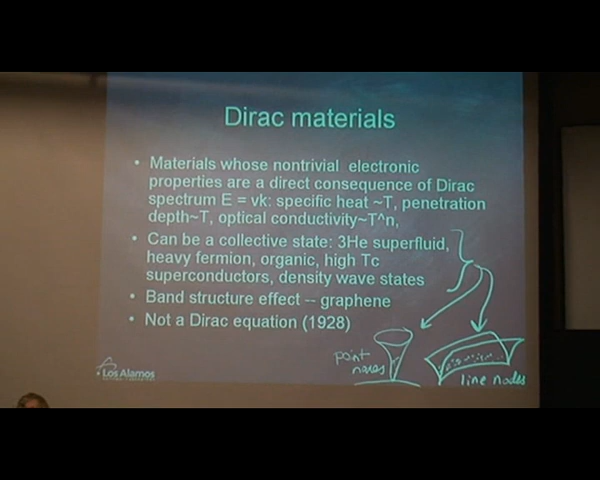 Dirac materials
• Materials whose nontrivial electronic
properties are a direct consequence of Dirac
spectrum E = vk: specific heat ~T, penetration
depth~T, optical conductivity~T^n,
• Can be a collective state: 3He superfluid,
heavy fermion, organic, high Tc
superconductors, density wave states
• Band structure effect -- graphene
• Not a Dirac equation (1928)
point
nodes
line nodes
Los Alamos